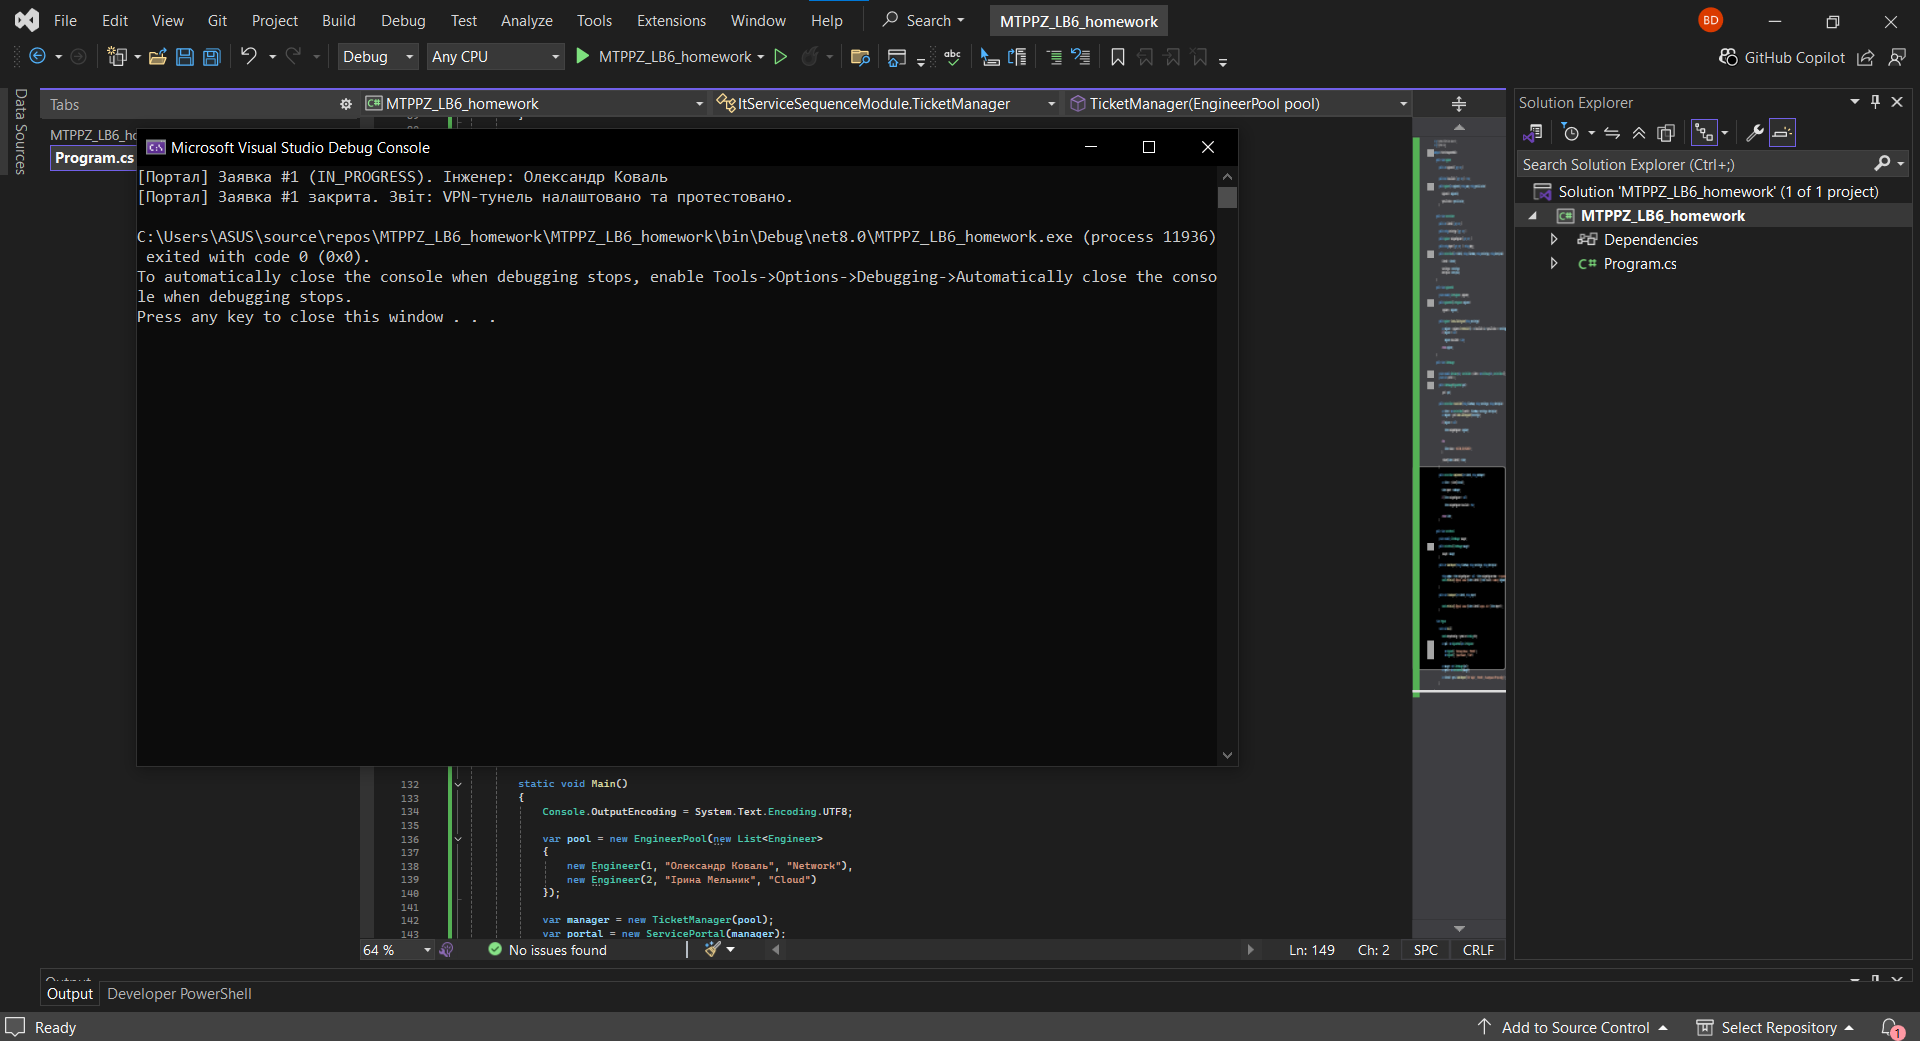 File Edit View Git Project Build Debug Test Analyze Tools Extensions Window Help Search MTPPZ_LB6_homework BD
Debug Any CPU MTPPZ_LB6_homework GitHub Copilot
Data Sources
Tabs
MTPPZ_LB6_homework ItServiceSequenceModule.TicketManager TicketManager(EngineerPool pool)
MTPPZ_LB6_hc
Program.cs
Microsoft Visual Studio Debug Console
[Портал] Заявка #1 (IN_PROGRESS). Інженер: Олександр Коваль
[Портал] Заявка #1 закрита. Звіт: VPN-тунель налаштовано та протестовано.
C:\Users\ASUS\source\repos\MTPPZ_LB6_homework\MTPPZ_LB6_homework\bin\Debug\net8.0\MTPPZ_LB6_homework.exe (process 11936)
exited with code 0 (0x0).
To automatically close the console when debugging stops, enable Tools->Options->Debugging->Automatically close the conso
le when debugging stops.
Press any key to close this window . . .
132 static void Main()
133 {
134 Console.OutputEncoding = System.Text.Encoding.UTF8;
135
136 var pool = new EngineerPool(new List<Engineer>
137 {
138 new Engineer(1, "Олександр Коваль", "Network"),
139 new Engineer(2, "Ірина Мельник", "Cloud")
140 });
141
142 var manager = new TicketManager(pool);
143 var portal = new ServicePortal(manager);
64 % No issues found Ln: 149 Ch: 2 SPC CRLF
Solution Explorer
Search Solution Explorer (Ctrl+;)
Solution 'MTPPZ_LB6_homework' (1 of 1 project)
MTPPZ_LB6_homework
Dependencies
Program.cs
Output
Output Developer PowerShell
Ready Add to Source Control Select Repository 1